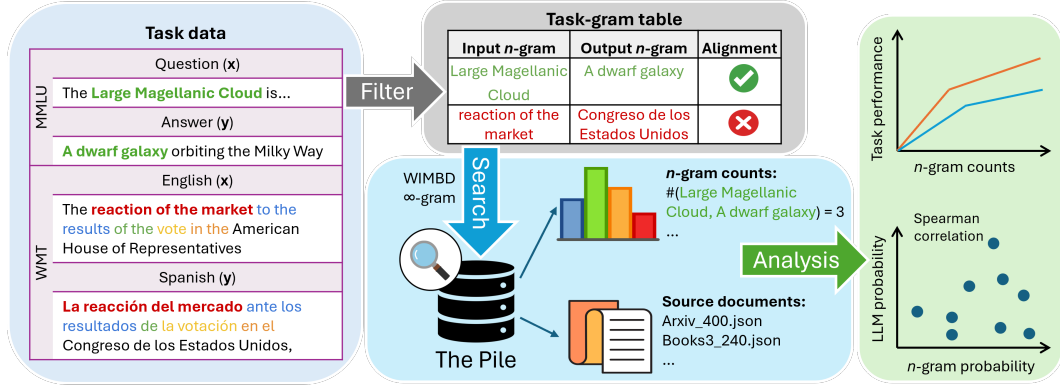 Task data
MMLU
Question (x)
The Large Magellanic Cloud is...
Answer (y)
A dwarf galaxy orbiting the Milky Way
WMT
English (x)
The reaction of the market to the
results of the vote in the American
House of Representatives
Spanish (y)
La reacción del mercado ante los
resultados de la votación en el
Congreso de los Estados Unidos,
Filter
Task-gram table
Input n-gram Output n-gram Alignment
Large Magellanic
Cloud
A dwarf galaxy
reaction of the
market
Congreso de los
Estados Unidos
Search
WIMBD
∞-gram
The Pile
n-gram counts:
#(Large Magellanic
Cloud, A dwarf galaxy) = 3
...
Source documents:
Arxiv_400.json
Books3_240.json
...
Analysis
Task performance
n-gram counts
Spearman
correlation
LLM probability
n-gram probability